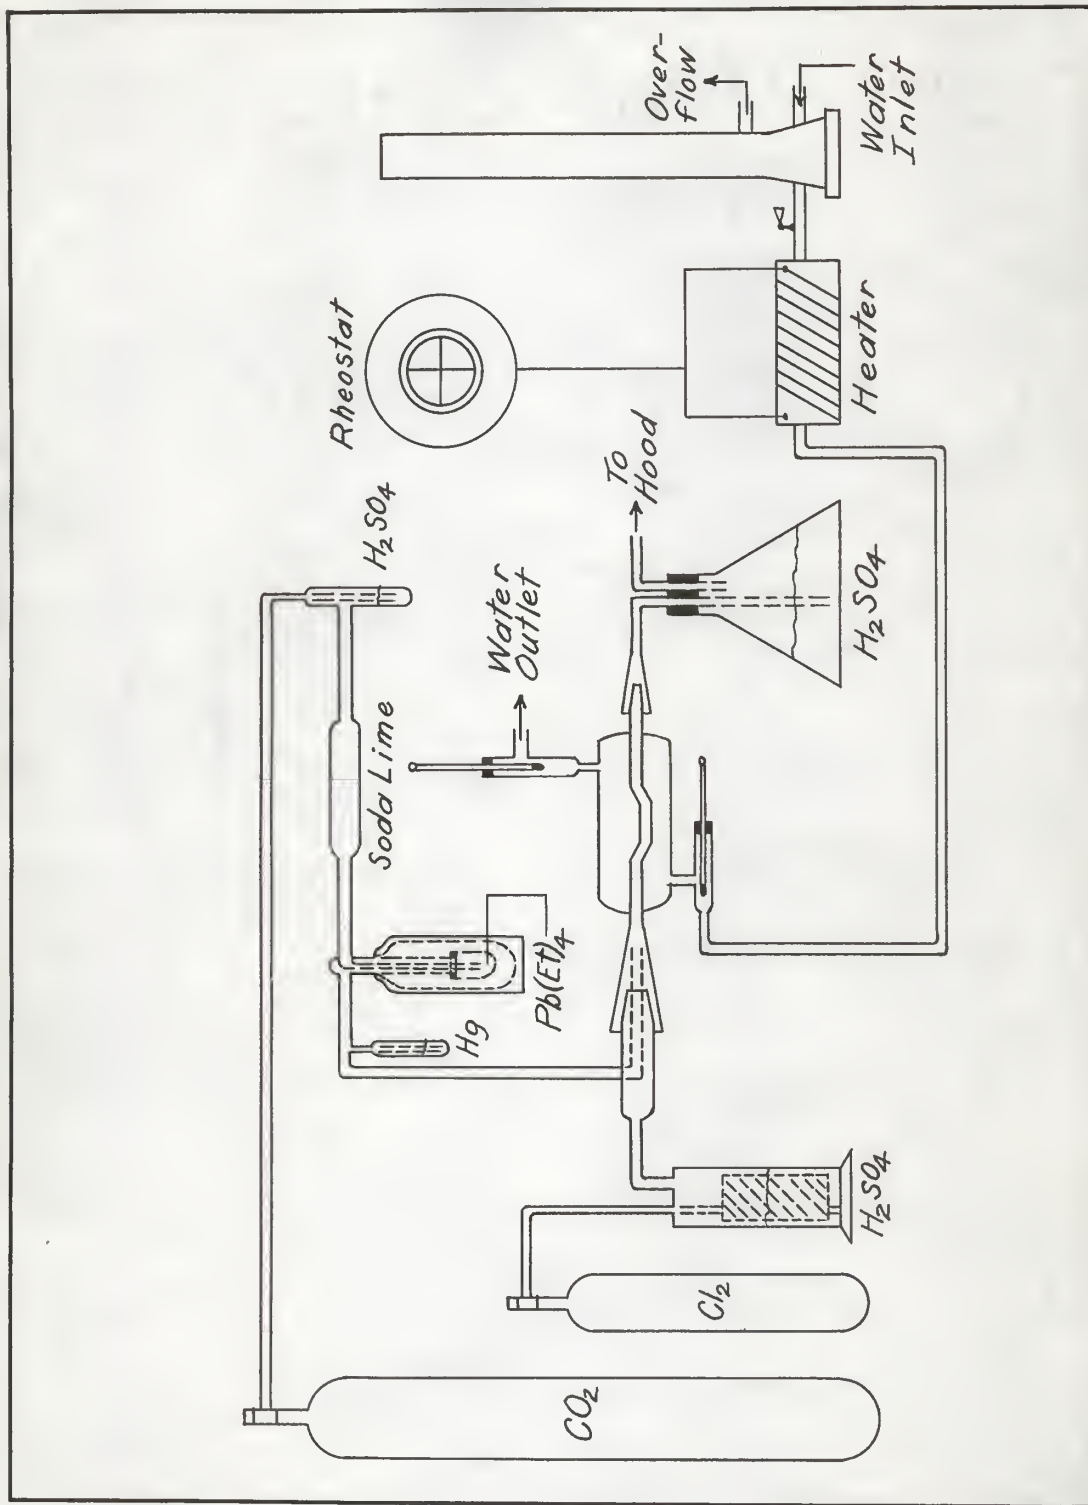 Rheostat
Over-
flow
H₂SO₄
Soda Lime
Water
Outlet
To
Hood
Hg
Pb(Et)₄
Heater
Water
Inlet
CO₂
Cl₂
H₂SO₄
H₂SO₄